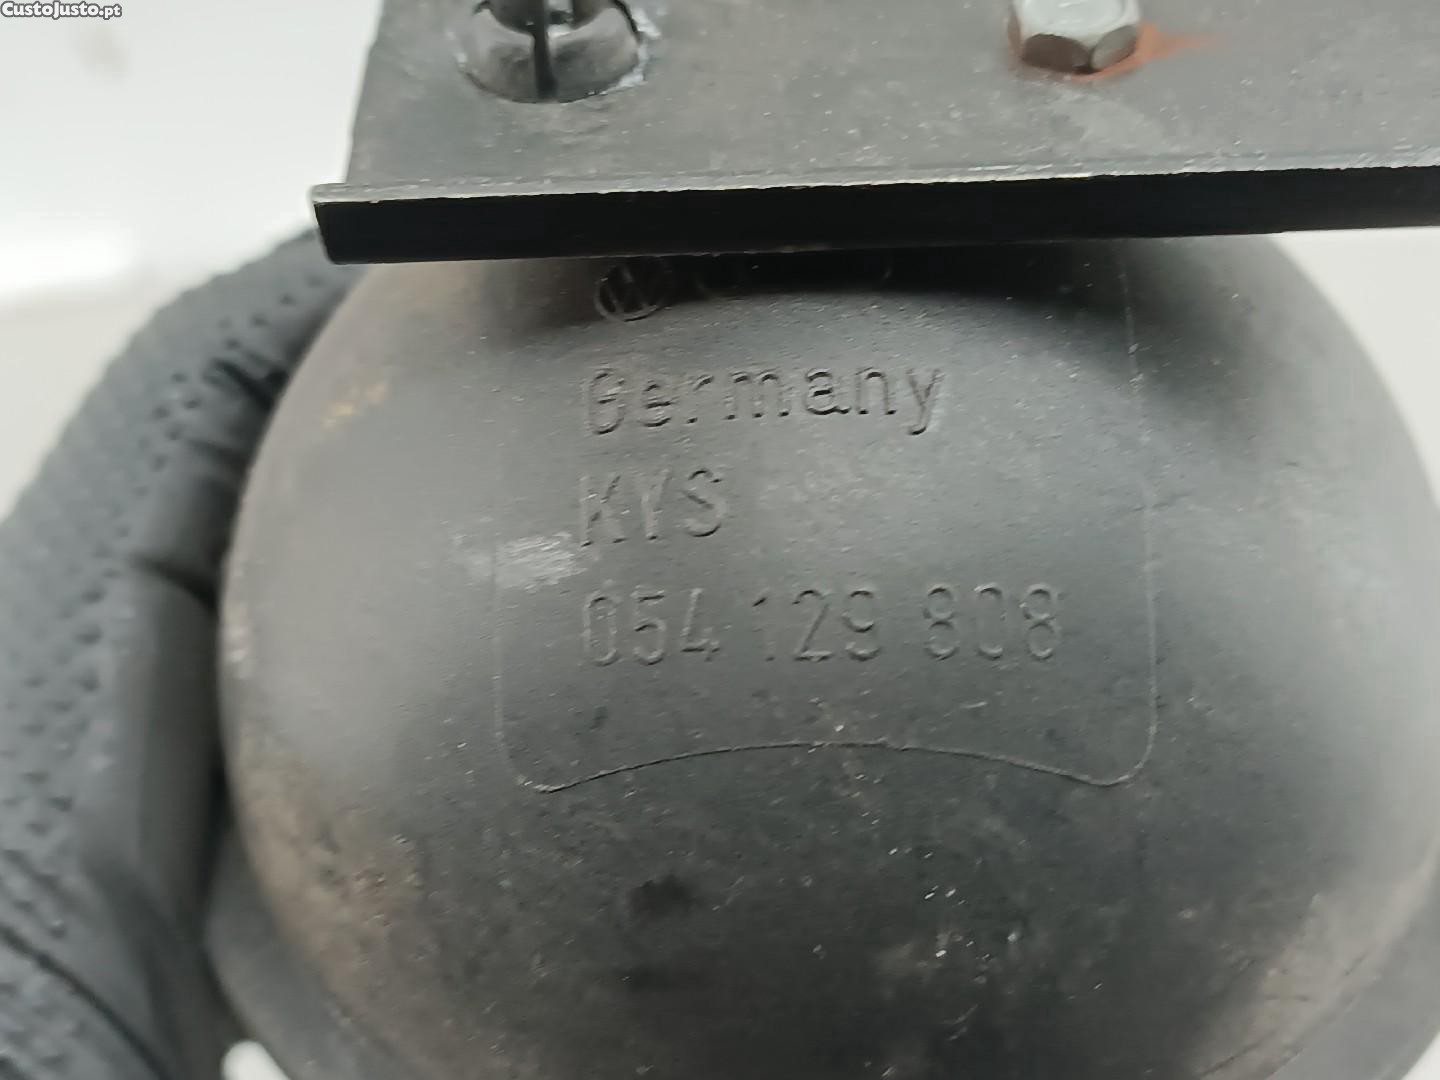 CustoJusto.pt
Germany
KYS
054 129 808